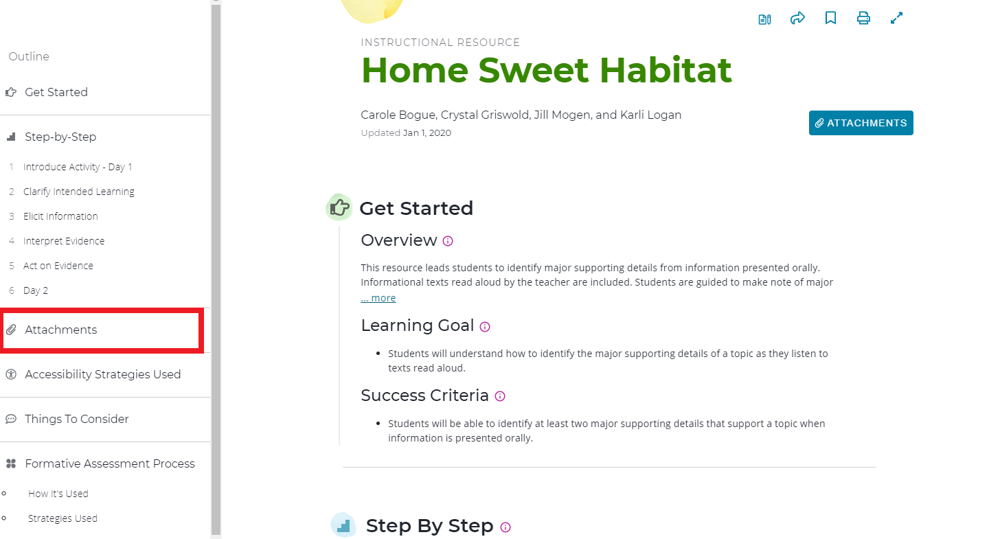 Outline
Get Started
Step-by-Step
1 Introduce Activity - Day 1
2 Clarify Intended Learning
3 Elicit Information
4 Interpret Evidence
5 Act on Evidence
6 Day 2
Attachments
Accessibility Strategies Used
Things To Consider
Formative Assessment Process
How It's Used
Strategies Used
INSTRUCTIONAL RESOURCE
Home Sweet Habitat
Carole Bogue, Crystal Griswold, Jill Mogen, and Karli Logan
Updated Jan 1, 2020
ATTACHMENTS
Get Started
Overview
This resource leads students to identify major supporting details from information presented orally.
Informational texts read aloud by the teacher are included. Students are guided to make note of major
... more
Learning Goal
• Students will understand how to identify the major supporting details of a topic as they listen to
texts read aloud.
Success Criteria
• Students will be able to identify at least two major supporting details that support a topic when
information is presented orally.
Step By Step